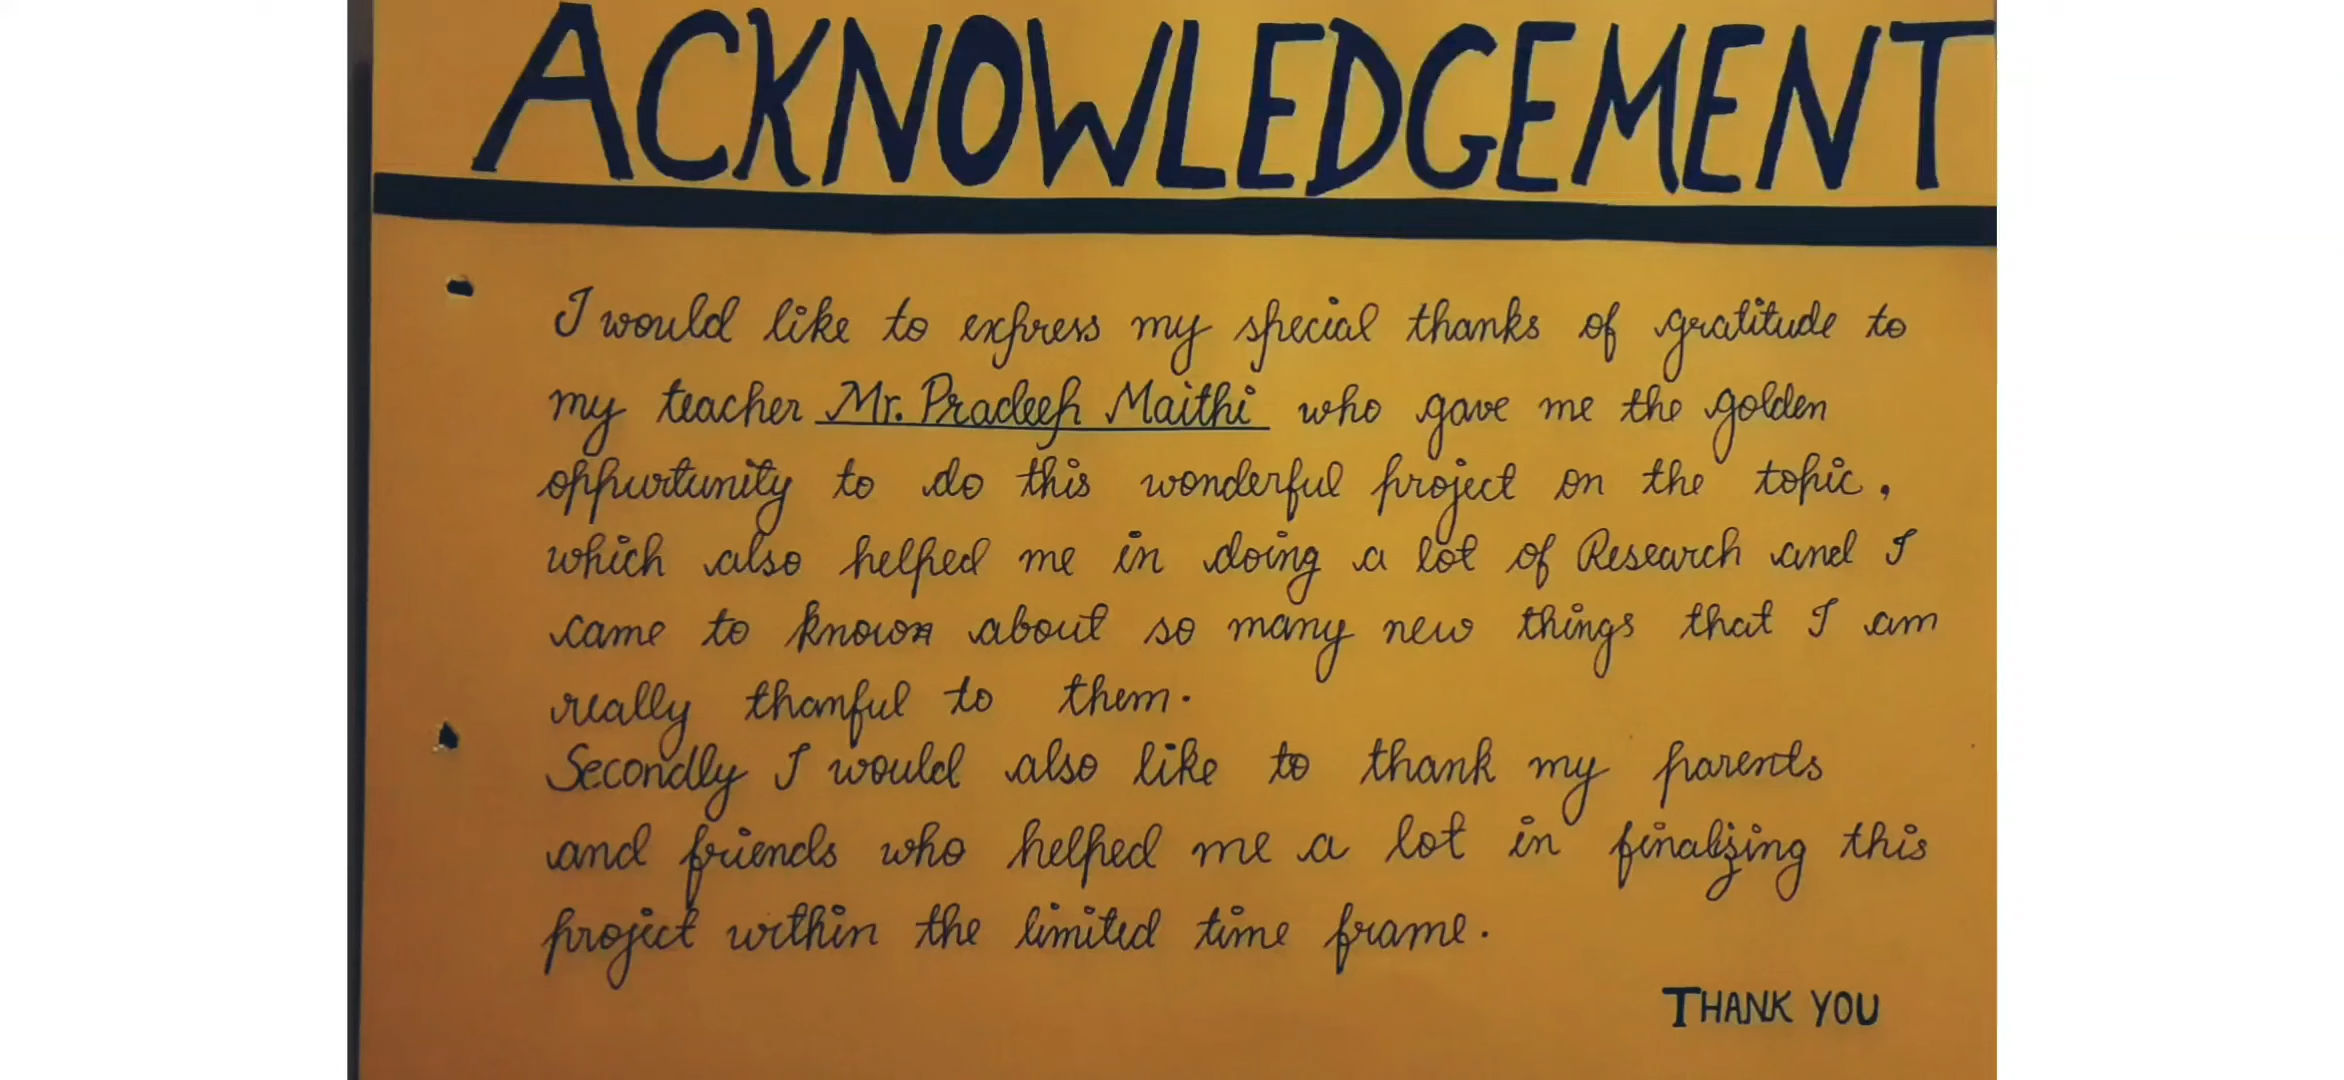 ACKNOWLEDGEMENT
I would like to express my special thanks of gratitude to
my teacher Mr. Pradeep Maithi who gave me the golden
oppurtunity to do this wonderful project on the topic,
which also helped me in doing a lot of Research and I
came to known about so many new things that I am
really thanful to them.
Secondly I would also like to thank my parents
and friends who helped me a lot in finalizing this
project within the limited time frame.
THANK YOU